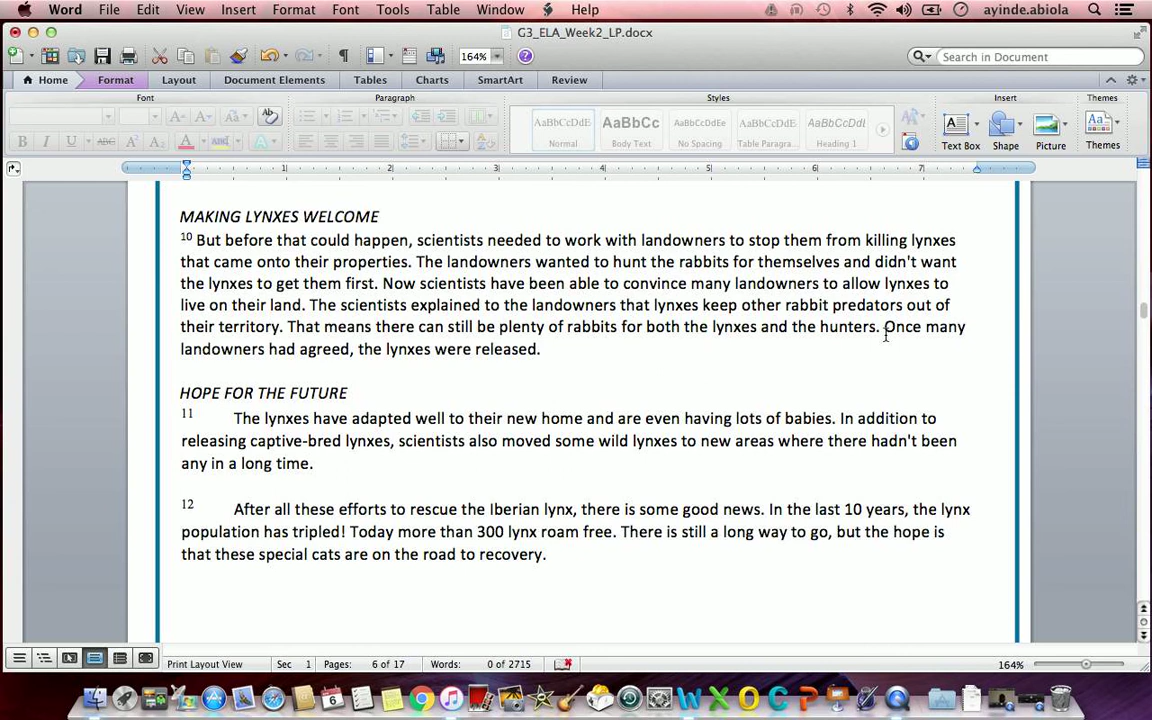 Word File Edit View Insert Format Font Tools Table Window Help ayinde.abiola
G3_ELA_Week2_LP.docx
164% Search in Document
Home Format Layout Document Elements Tables Charts SmartArt Review
Font Paragraph Styles Insert Themes
AaBbCcDdE AaBbCc AaBbCcDdEe AaBbCcDdE AaBbCcDdI
Normal Body Text No Spacing Table Paragra... Heading 1 Text Box Shape Picture Themes
1 2 3 4 5 6 7
MAKING LYNXES WELCOME
10 But before that could happen, scientists needed to work with landowners to stop them from killing lynxes
that came onto their properties. The landowners wanted to hunt the rabbits for themselves and didn't want
the lynxes to get them first. Now scientists have been able to convince many landowners to allow lynxes to
live on their land. The scientists explained to the landowners that lynxes keep other rabbit predators out of
their territory. That means there can still be plenty of rabbits for both the lynxes and the hunters. Once many
landowners had agreed, the lynxes were released.
HOPE FOR THE FUTURE
11 The lynxes have adapted well to their new home and are even having lots of babies. In addition to
releasing captive-bred lynxes, scientists also moved some wild lynxes to new areas where there hadn't been
any in a long time.
12 After all these efforts to rescue the Iberian lynx, there is some good news. In the last 10 years, the lynx
population has tripled! Today more than 300 lynx roam free. There is still a long way to go, but the hope is
that these special cats are on the road to recovery.
Print Layout View Sec 1 Pages: 6 of 17 Words: 0 of 2715 164%